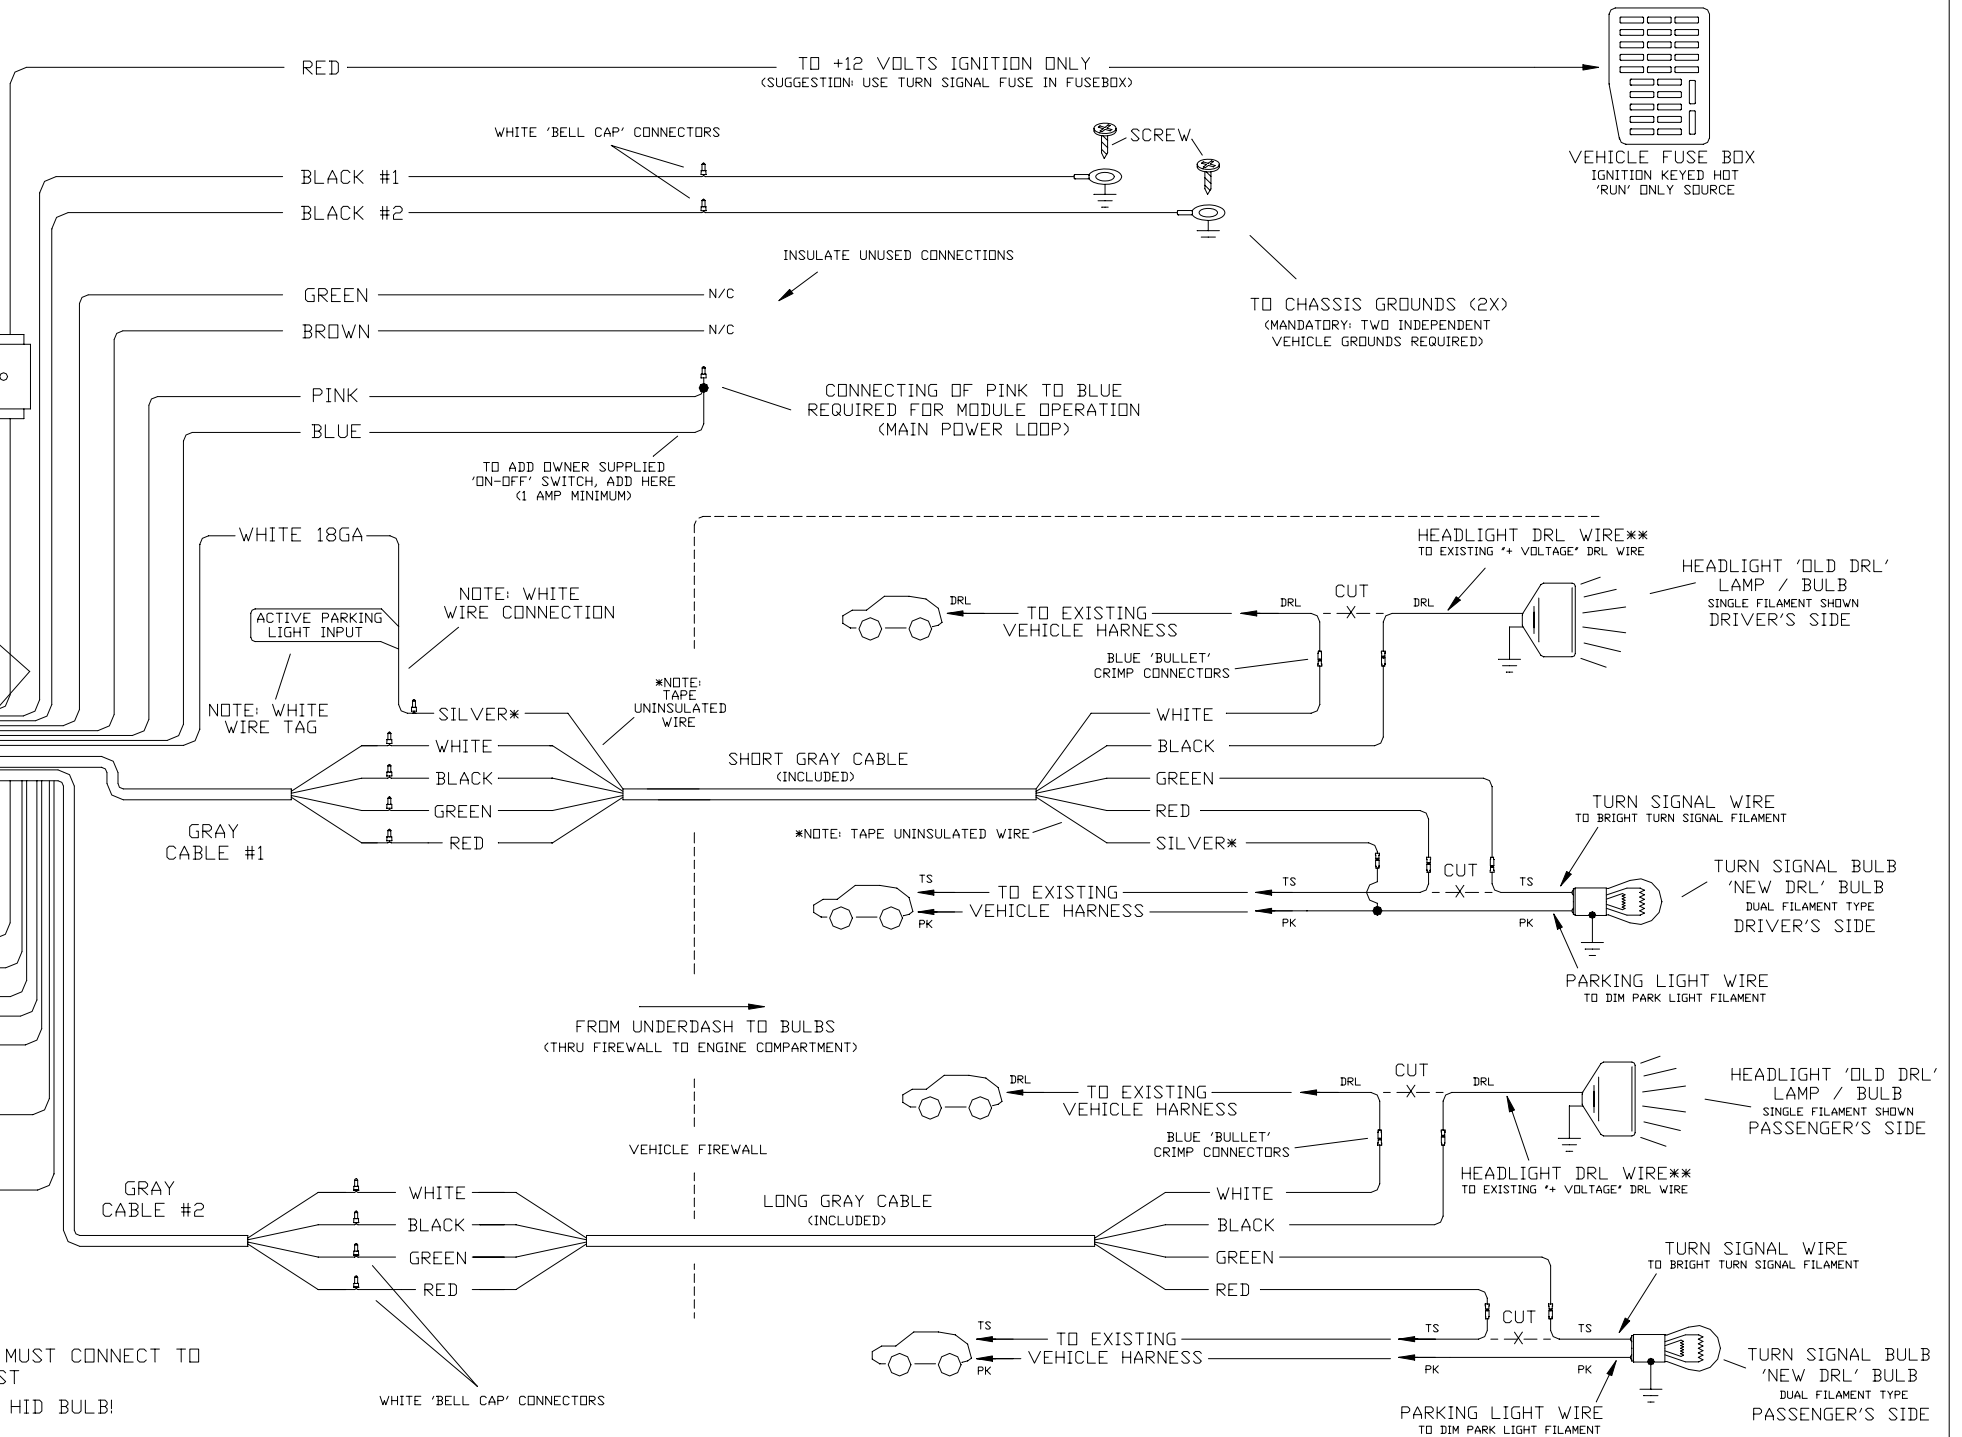 RED
TO +12 VOLTS IGNITION ONLY
(SUGGESTION: USE TURN SIGNAL FUSE IN FUSEBOX)
VEHICLE FUSE BOX
IGNITION KEYED HOT
'RUN' ONLY SOURCE
WHITE 'BELL CAP' CONNECTORS
SCREW
BLACK #1
BLACK #2
INSULATE UNUSED CONNECTIONS
GREEN
N/C
BROWN
N/C
TO CHASSIS GROUNDS (2X)
(MANDATORY: TWO INDEPENDENT
VEHICLE GROUNDS REQUIRED)
PINK
BLUE
CONNECTING OF PINK TO BLUE
REQUIRED FOR MODULE OPERATION
(MAIN POWER LOOP)
TO ADD OWNER SUPPLIED
'ON-OFF' SWITCH, ADD HERE
(1 AMP MINIMUM)
WHITE 18GA
NOTE: WHITE
WIRE CONNECTION
ACTIVE PARKING
LIGHT INPUT
NOTE: WHITE
WIRE TAG
*NOTE:
TAPE
UNINSULATED
WIRE
SILVER*
WHITE
BLACK
GREEN
RED
GRAY
CABLE #1
SHORT GRAY CABLE
(INCLUDED)
HEADLIGHT DRL WIRE**
TO EXISTING "+ VOLTAGE" DRL WIRE
HEADLIGHT 'OLD DRL'
LAMP / BULB
SINGLE FILAMENT SHOWN
DRIVER'S SIDE
DRL
TO EXISTING
VEHICLE HARNESS
DRL
CUT
X
DRL
BLUE 'BULLET'
CRIMP CONNECTORS
WHITE
BLACK
GREEN
RED
SILVER*
*NOTE: TAPE UNINSULATED WIRE
TURN SIGNAL WIRE
TO BRIGHT TURN SIGNAL FILAMENT
TURN SIGNAL BULB
'NEW DRL' BULB
DUAL FILAMENT TYPE
DRIVER'S SIDE
TS
TO EXISTING
VEHICLE HARNESS
PK
TS
PK
CUT
X
TS
PK
PARKING LIGHT WIRE
TO DIM PARK LIGHT FILAMENT
FROM UNDERDASH TO BULBS
(THRU FIREWALL TO ENGINE COMPARTMENT)
VEHICLE FIREWALL
DRL
TO EXISTING
VEHICLE HARNESS
DRL
CUT
X
DRL
HEADLIGHT 'OLD DRL'
LAMP / BULB
SINGLE FILAMENT SHOWN
PASSENGER'S SIDE
BLUE 'BULLET'
CRIMP CONNECTORS
HEADLIGHT DRL WIRE**
TO EXISTING "+ VOLTAGE" DRL WIRE
GRAY
CABLE #2
WHITE
BLACK
GREEN
RED
LONG GRAY CABLE
(INCLUDED)
WHITE
BLACK
GREEN
RED
TURN SIGNAL WIRE
TO BRIGHT TURN SIGNAL FILAMENT
TS
TO EXISTING
VEHICLE HARNESS
PK
TS
PK
CUT
X
TS
PK
TURN SIGNAL BULB
'NEW DRL' BULB
DUAL FILAMENT TYPE
PASSENGER'S SIDE
PARKING LIGHT WIRE
TO DIM PARK LIGHT FILAMENT
MUST CONNECT TO
ST
HID BULB!
WHITE 'BELL CAP' CONNECTORS